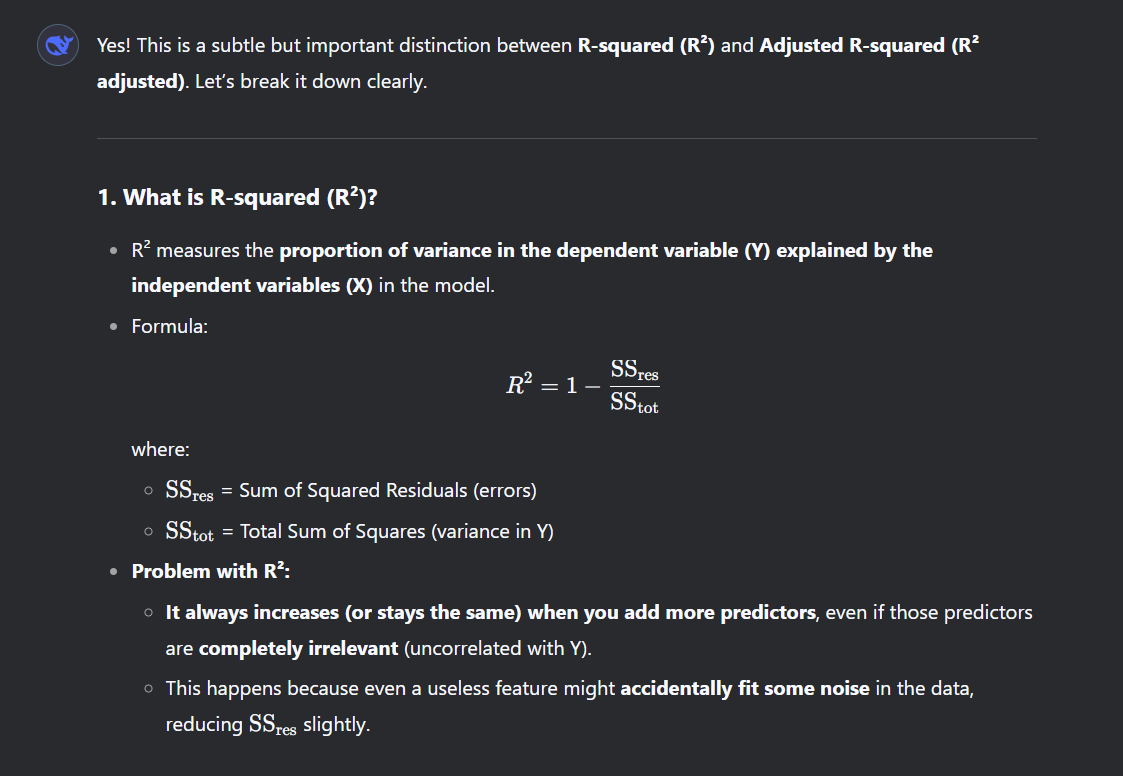 Yes! This is a subtle but important distinction between R-squared (R²) and Adjusted R-squared (R²
adjusted). Let’s break it down clearly.
1. What is R-squared (R²)?
• R² measures the proportion of variance in the dependent variable (Y) explained by the
independent variables (X) in the model.
• Formula:
R² = 1 − SS_res / SS_tot
where:
◦ SS_res = Sum of Squared Residuals (errors)
◦ SS_tot = Total Sum of Squares (variance in Y)
• Problem with R²:
◦ It always increases (or stays the same) when you add more predictors, even if those predictors
are completely irrelevant (uncorrelated with Y).
◦ This happens because even a useless feature might accidentally fit some noise in the data,
reducing SS_res slightly.